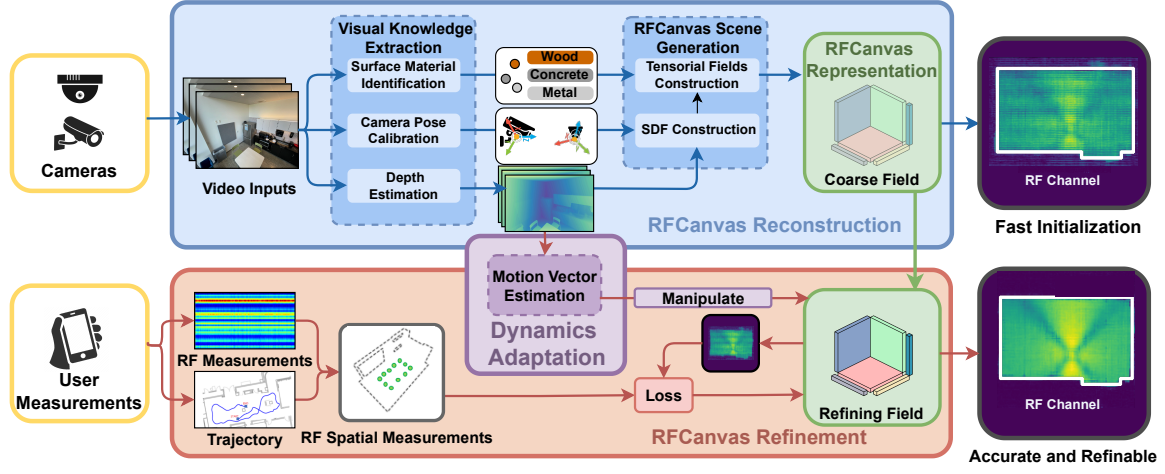 Cameras
Video Inputs
Visual Knowledge
Extraction
Surface Material
Identification
Camera Pose
Calibration
Depth
Estimation
Wood
Concrete
Metal
RFCanvas Scene
Generation
Tensorial Fields
Construction
SDF Construction
RFCanvas
Representation
Coarse Field
RFCanvas Reconstruction
RF Channel
Fast Initialization
User
Measurements
RF Measurements
Trajectory
RF Spatial Measurements
Motion Vector
Estimation
Dynamics
Adaptation
Manipulate
Loss
Refining Field
RFCanvas Refinement
RF Channel
Accurate and Refinable